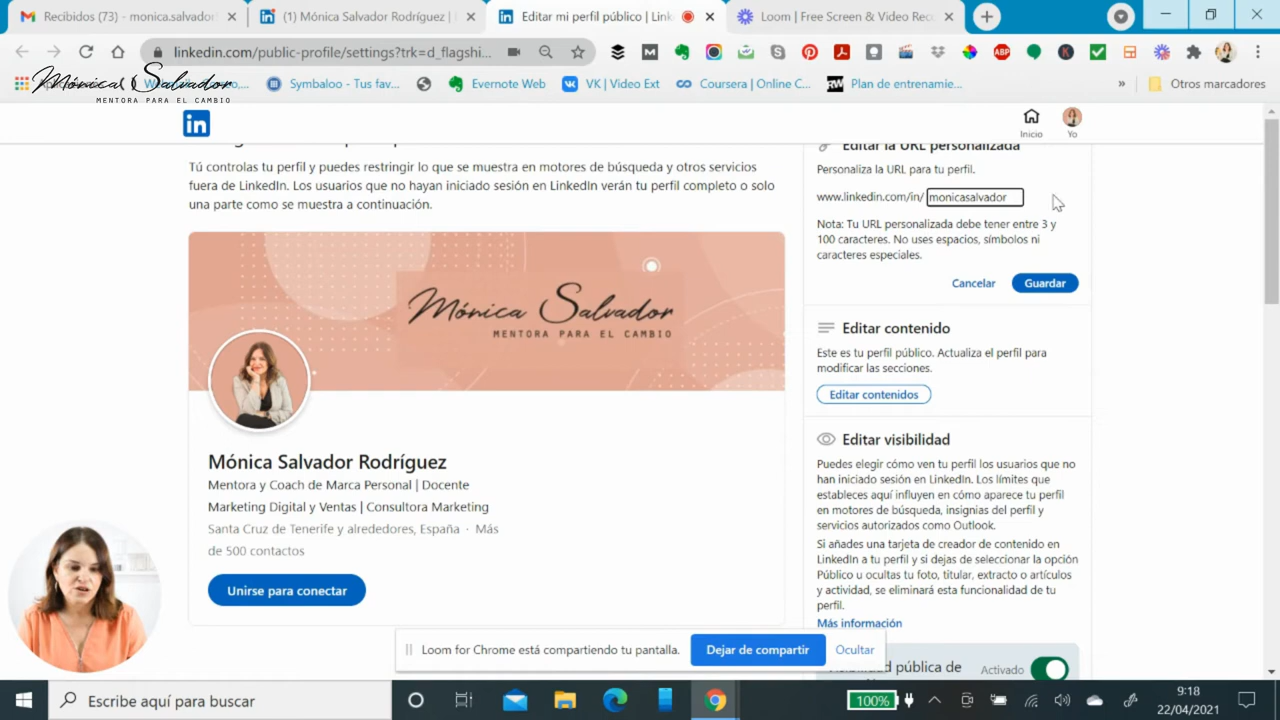 Recibidos (73) - monica.salvador
(1) Mónica Salvador Rodríguez |
Editar mi perfil público | Link
Loom | Free Screen & Video Rec
linkedin.com/public-profile/settings?trk=d_flagshi...
Mónica Salvador
MENTORA PARA EL CAMBIO
Symbaloo - Tus fav...
Evernote Web
VK | Video Ext
Coursera | Online C...
Plan de entrenamie...
»
Otros marcadores
in
Inicio
Yo
Tú controlas tu perfil y puedes restringir lo que se muestra en motores de búsqueda y otros servicios
fuera de LinkedIn. Los usuarios que no hayan iniciado sesión en LinkedIn verán tu perfil completo o solo
una parte como se muestra a continuación.
Mónica Salvador
MENTORA PARA EL CAMBIO
Mónica Salvador Rodríguez
Mentora y Coach de Marca Personal | Docente
Marketing Digital y Ventas | Consultora Marketing
Santa Cruz de Tenerife y alrededores, España · Más
de 500 contactos
Unirse para conectar
Editar la URL personalizada
Personaliza la URL para tu perfil.
www.linkedin.com/in/ monicasalvador
Nota: Tu URL personalizada debe tener entre 3 y
100 caracteres. No uses espacios, símbolos ni
caracteres especiales.
Cancelar
Guardar
Editar contenido
Este es tu perfil público. Actualiza el perfil para
modificar las secciones.
Editar contenidos
Editar visibilidad
Puedes elegir cómo ven tu perfil los usuarios que no
han iniciado sesión en LinkedIn. Los límites que
estableces aquí influyen en cómo aparece tu perfil
en motores de búsqueda, insignias del perfil y
servicios autorizados como Outlook.
Si añades una tarjeta de creador de contenido en
LinkedIn a tu perfil y si dejas de seleccionar la opción
Público u ocultas tu foto, titular, extracto o artículos
y actividad, se eliminará esta funcionalidad de tu
perfil.
Más información
pública de
Activado
Loom for Chrome está compartiendo tu pantalla.
Dejar de compartir
Ocultar
Escribe aquí para buscar
100%
9:18
22/04/2021